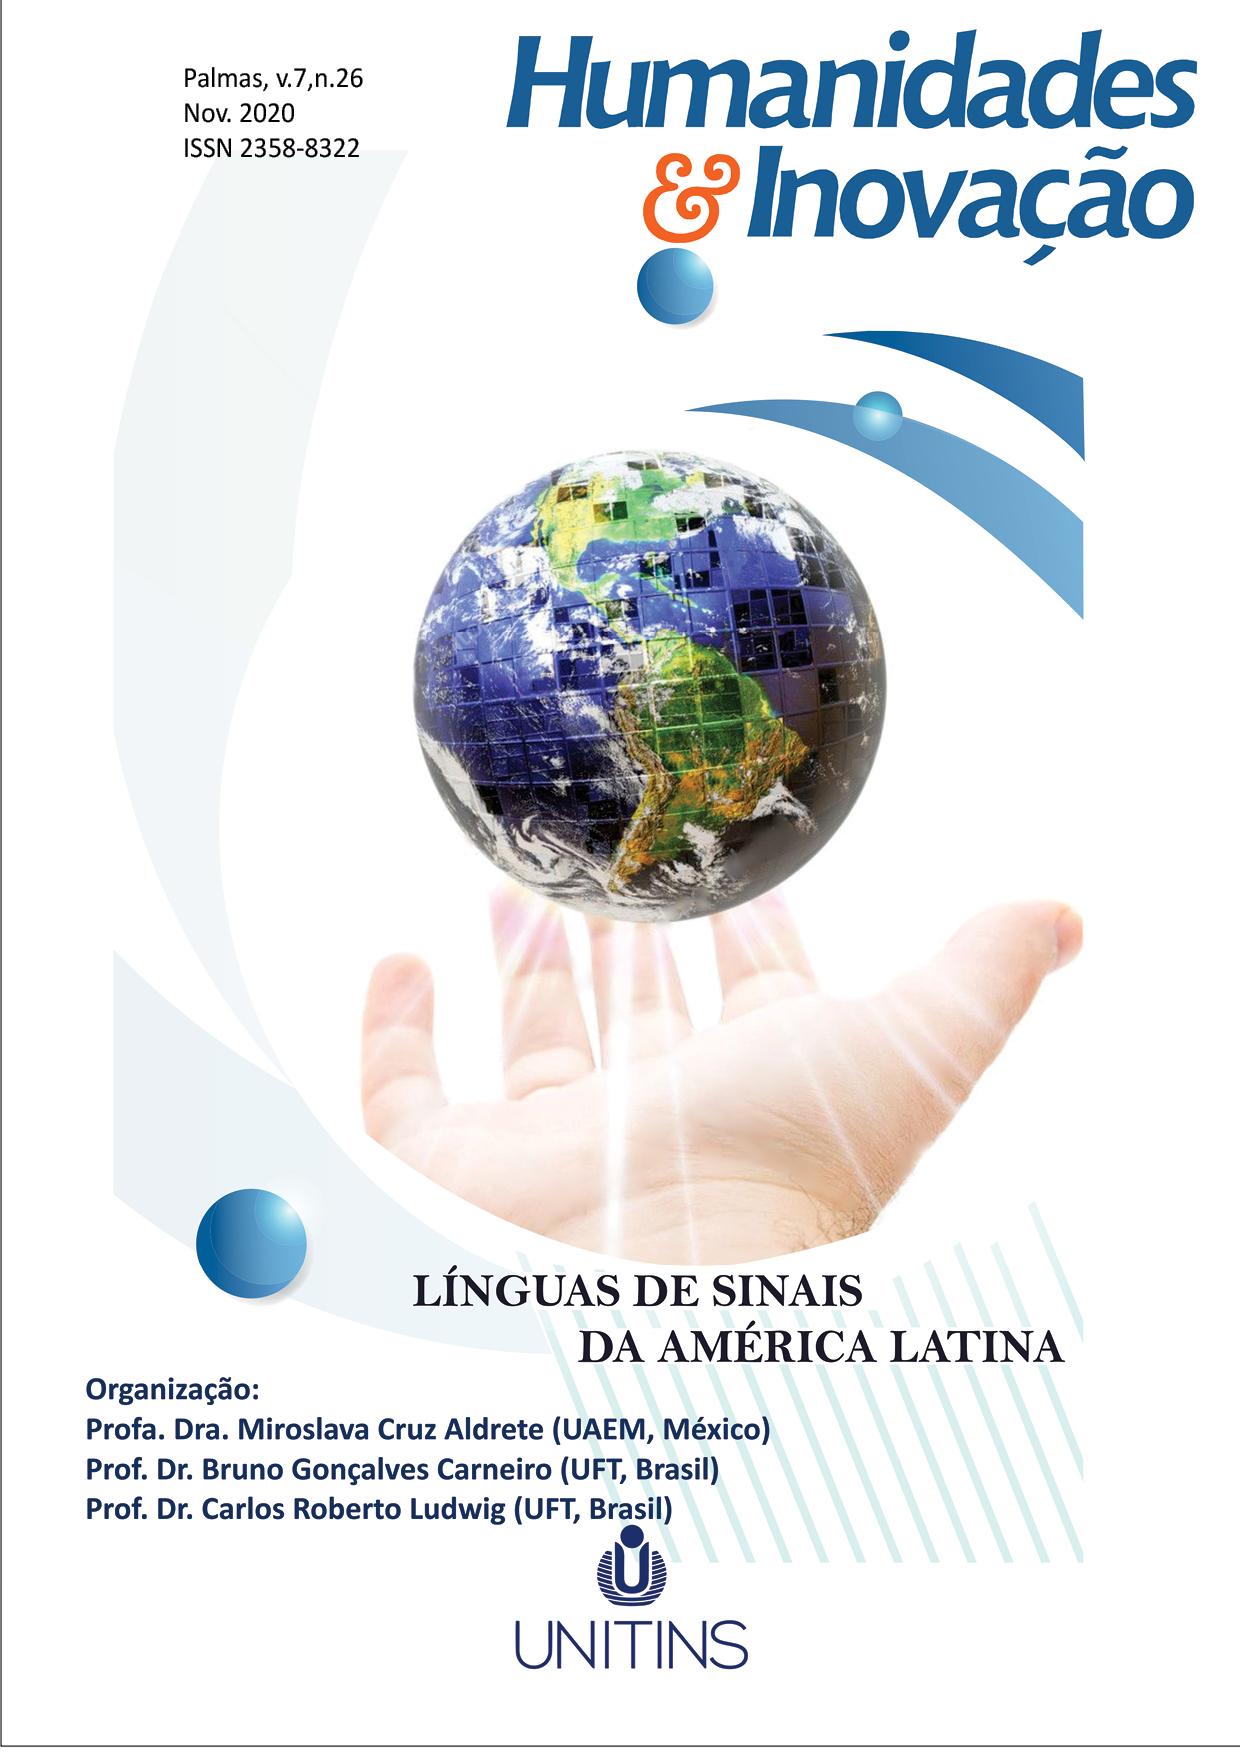 Palmas, v.7,n.26
Nov. 2020
ISSN 2358-8322
Humanidades
& Inovação
LÍNGUAS DE SINAIS
DA AMÉRICA LATINA
Organização:
Profa. Dra. Miroslava Cruz Aldrete (UAEM, México)
Prof. Dr. Bruno Gonçalves Carneiro (UFT, Brasil)
Prof. Dr. Carlos Roberto Ludwig (UFT, Brasil)
UNITINS